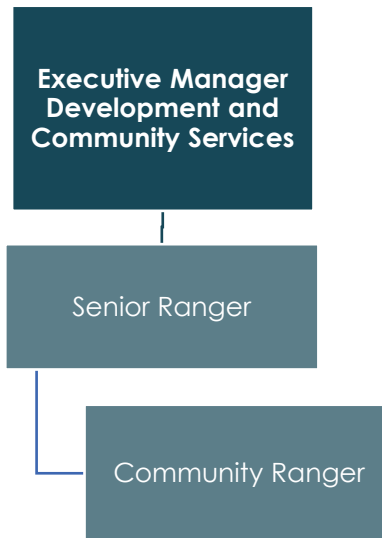 Executive Manager
Development and
Community Services
Senior Ranger
Community Ranger